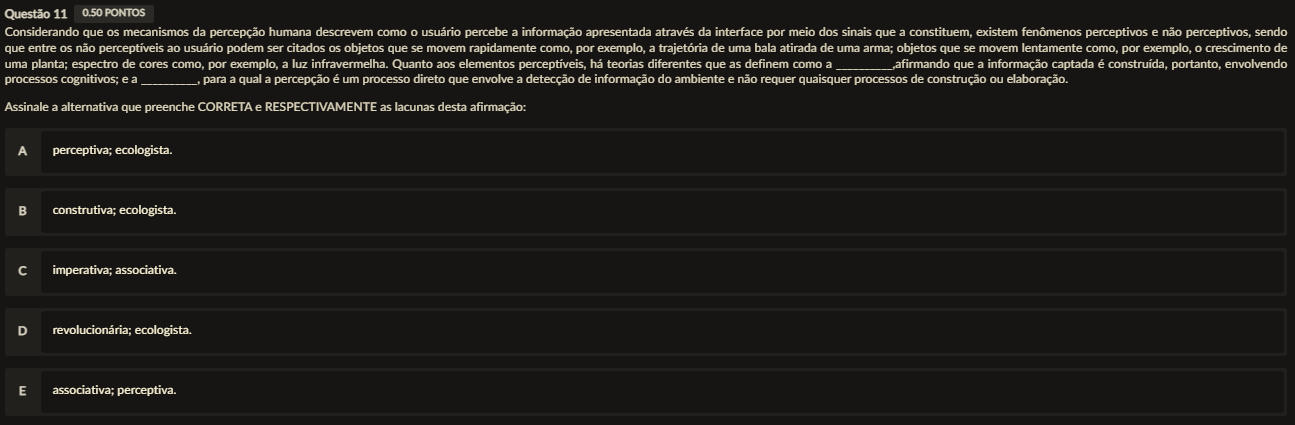 Questão 11 0.50 PONTOS
Considerando que os mecanismos da percepção humana descrevem como o usuário percebe a informação apresentada através da interface por meio dos sinais que a constituem, existem fenômenos perceptivos e não perceptivos, sendo
que entre os não perceptíveis ao usuário podem ser citados os objetos que se movem rapidamente como, por exemplo, a trajetória de uma bala atirada de uma arma; objetos que se movem lentamente como, por exemplo, o crescimento de
uma planta; espectro de cores como, por exemplo, a luz infravermelha. Quanto aos elementos perceptíveis, há teorias diferentes que as definem como a __________,afirmando que a informação captada é construída, portanto, envolvendo
processos cognitivos; e a __________, para a qual a percepção é um processo direto que envolve a detecção de informação do ambiente e não requer quaisquer processos de construção ou elaboração.
Assinale a alternativa que preenche CORRETA e RESPECTIVAMENTE as lacunas desta afirmação:
A perceptiva; ecologista.
B construtiva; ecologista.
C imperativa; associativa.
D revolucionária; ecologista.
E associativa; perceptiva.